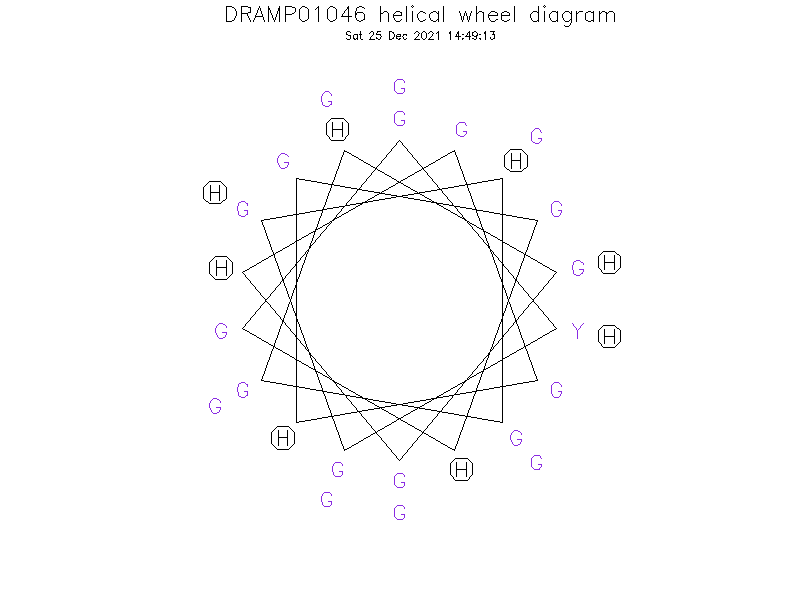 DRAMP01046 helical wheel diagram
Sat 25 Dec 2021 14:49:13
G
G G
H G H G
G
H G G
H G H
G Y H
G G
G
H G G
G H
G G
G